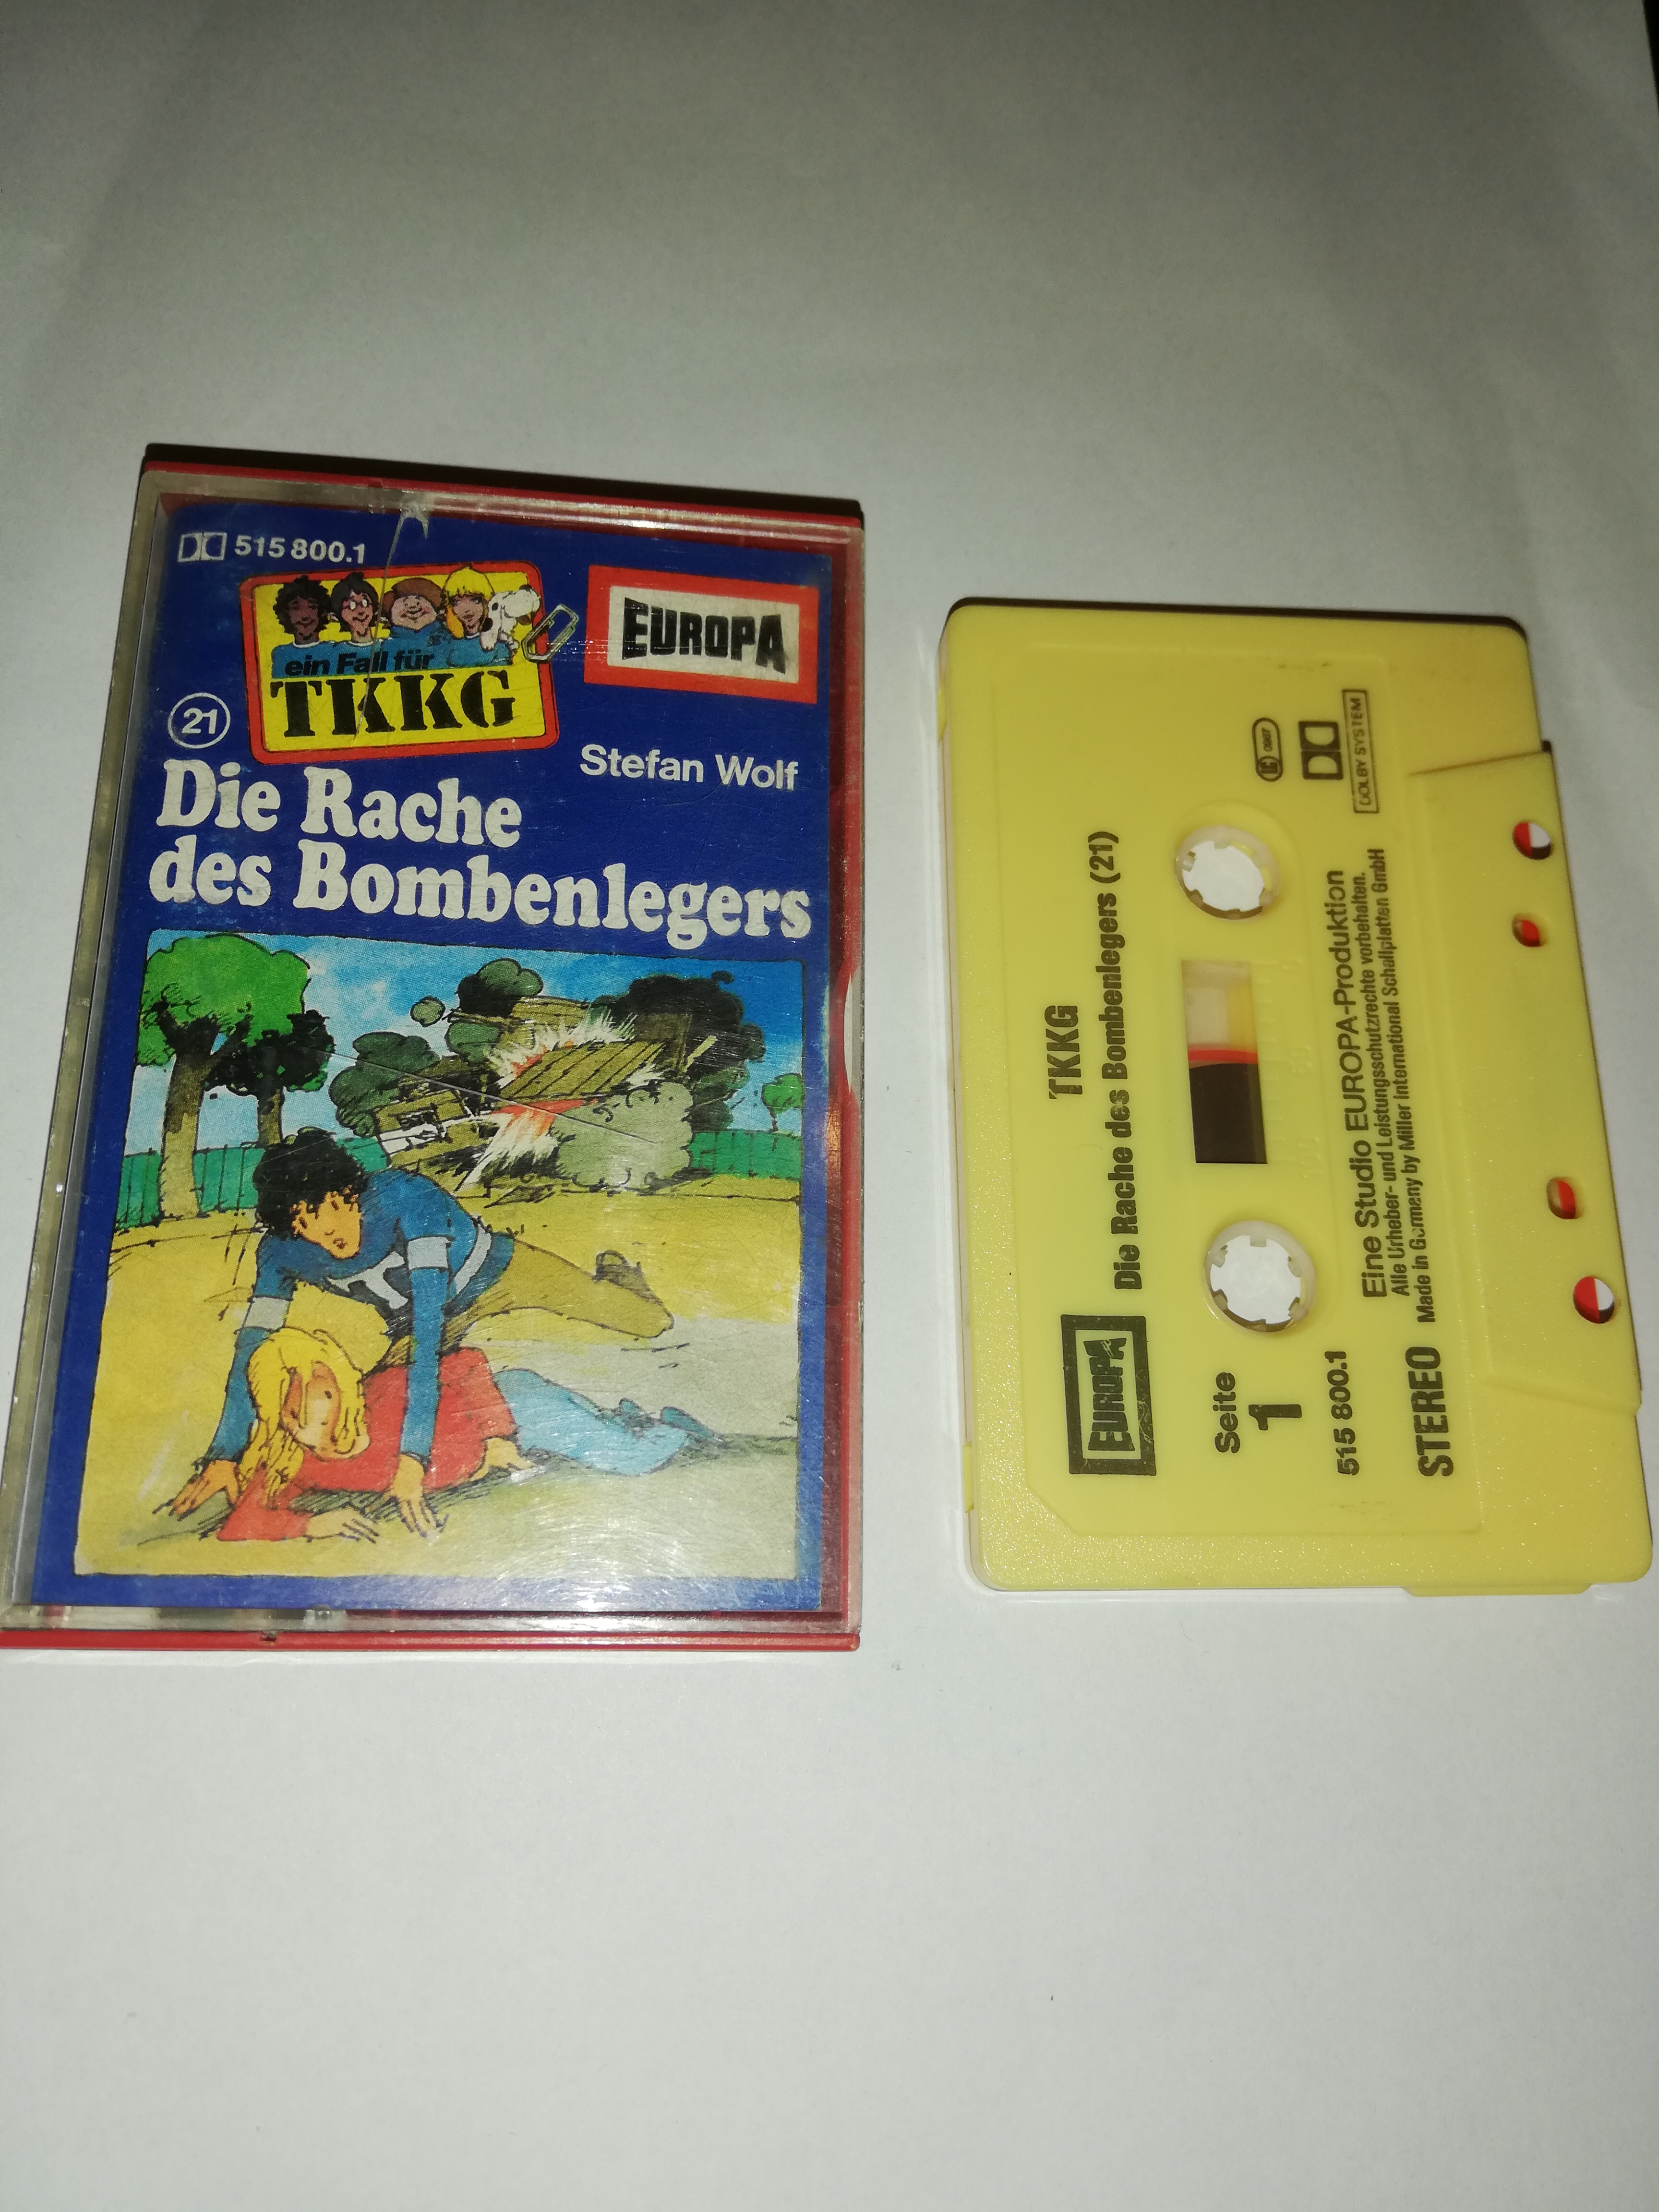 515 800.1
ein Fall für
TKKG
EUROPA
21
Stefan Wolf
Die Rache
des Bombenlegers
TKKG
EUROPA
Die Rache des Bombenlegers (21)
Seite
1
515 800.1
STEREO
Eine Studio EUROPA-Produktion
Alle Urheber- und Leistungsschutzrechte vorbehalten.
Made in Germany by Miller International Schallplatten GmbH
DOLBY SYSTEM